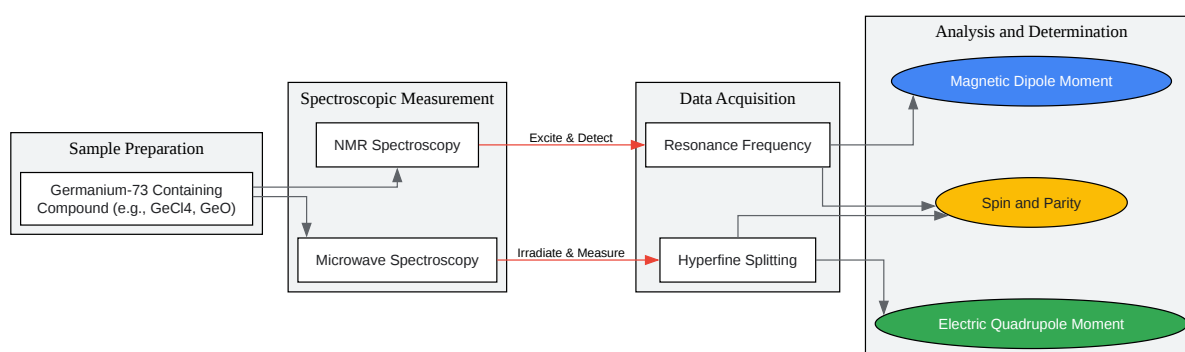 Sample Preparation
Germanium-73 Containing
Compound (e.g., GeCl4, GeO)
Spectroscopic Measurement
NMR Spectroscopy
Microwave Spectroscopy
Excite & Detect
Irradiate & Measure
Data Acquisition
Resonance Frequency
Hyperfine Splitting
Analysis and Determination
Magnetic Dipole Moment
Spin and Parity
Electric Quadrupole Moment